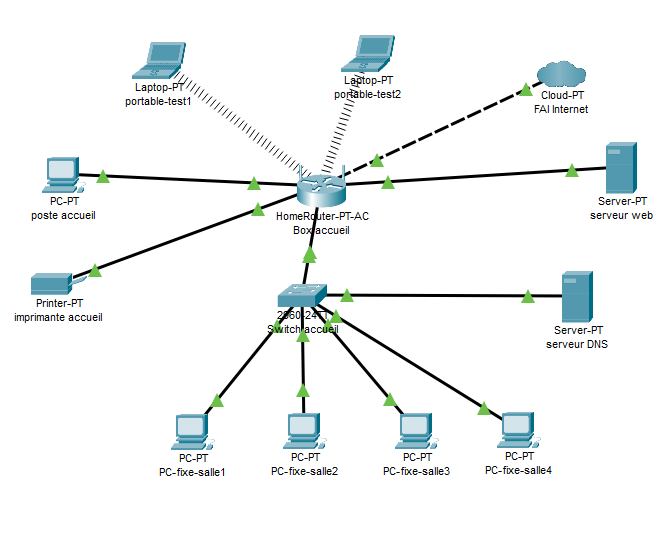 Laptop-PT
portable-test1
Laptop-PT
portable-test2
Cloud-PT
FAI Internet
PC-PT
poste accueil
HomeRouter-PT-AC
Box accueil
Server-PT
serveur web
Printer-PT
imprimante accueil
2960-24TT
Switch accueil
Server-PT
serveur DNS
PC-PT
PC-fixe-salle1
PC-PT
PC-fixe-salle2
PC-PT
PC-fixe-salle3
PC-PT
PC-fixe-salle4